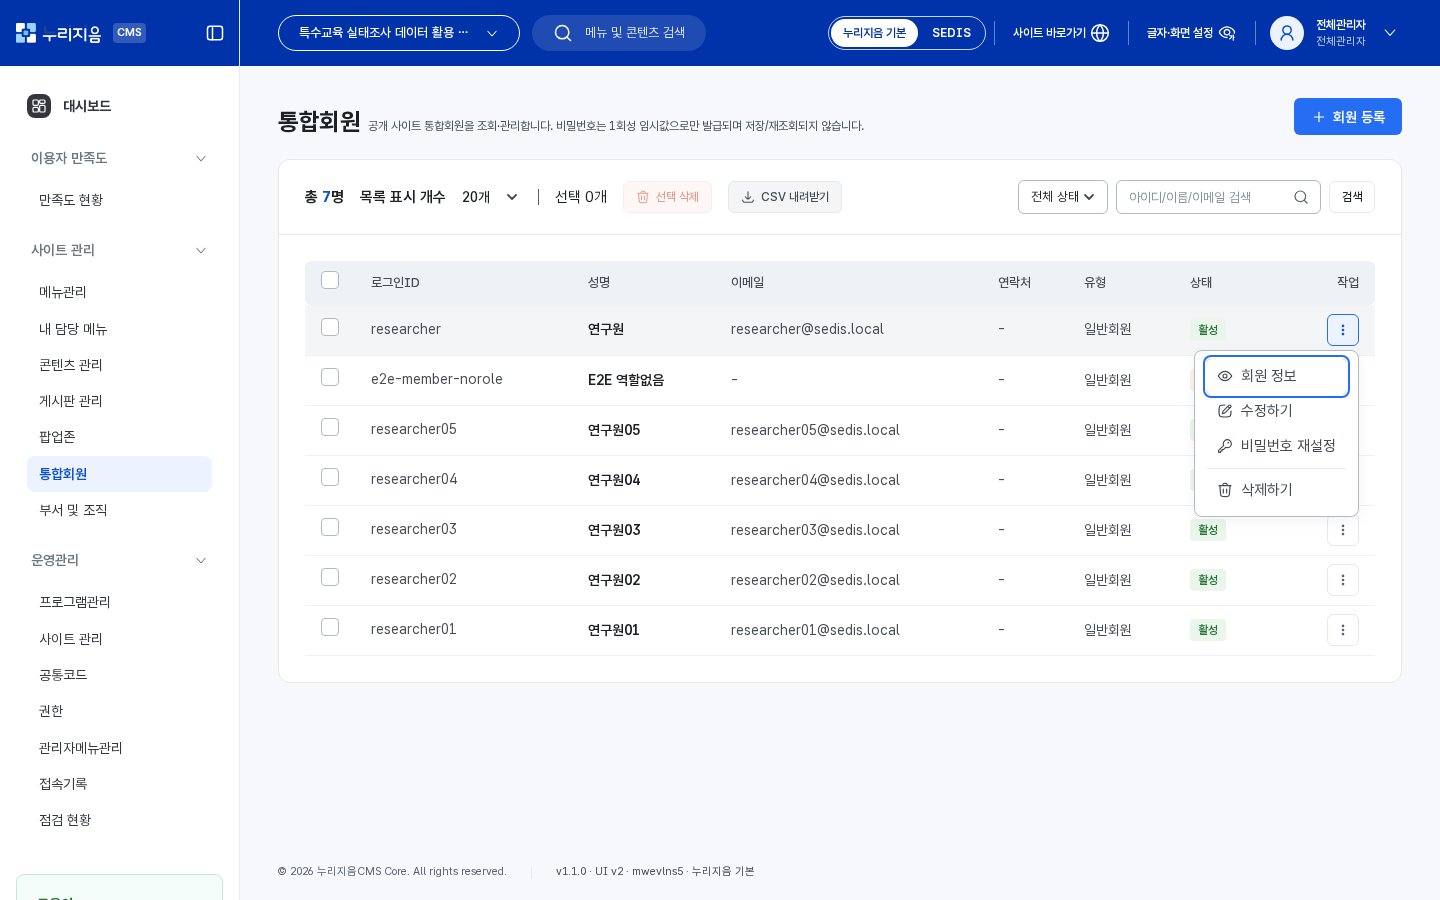 누리지음 CMS
특수교육 실태조사 데이터 활용 ···
메뉴 및 콘텐츠 검색
누리지음 기본
SEDIS
사이트 바로가기
글자·화면 설정
전체관리자
전체관리자
대시보드
이용자 만족도
만족도 현황
사이트 관리
메뉴관리
내 담당 메뉴
콘텐츠 관리
게시판 관리
팝업존
통합회원
부서 및 조직
운영관리
프로그램관리
사이트 관리
공통코드
권한
관리자메뉴관리
접속기록
점검 현황
통합회원 공개 사이트 통합회원을 조회·관리합니다. 비밀번호는 1회성 임시값으로만 발급되며 저장/재조회되지 않습니다.
회원 등록
총 7명 목록 표시 개수 20개 선택 0개 선택 삭제 CSV 내려받기 전체 상태 아이디/이름/이메일 검색 검색
로그인ID 성명 이메일 연락처 유형 상태 작업
researcher 연구원 researcher@sedis.local - 일반회원 활성
e2e-member-norole E2E 역할없음 - - 일반회원
researcher05 연구원05 researcher05@sedis.local - 일반회원
researcher04 연구원04 researcher04@sedis.local - 일반회원
researcher03 연구원03 researcher03@sedis.local - 일반회원 활성
researcher02 연구원02 researcher02@sedis.local - 일반회원 활성
researcher01 연구원01 researcher01@sedis.local - 일반회원 활성
회원 정보
수정하기
비밀번호 재설정
삭제하기
© 2026 누리지음CMS Core. All rights reserved.
v1.1.0 · UI v2 · mwevlns5 · 누리지음 기본